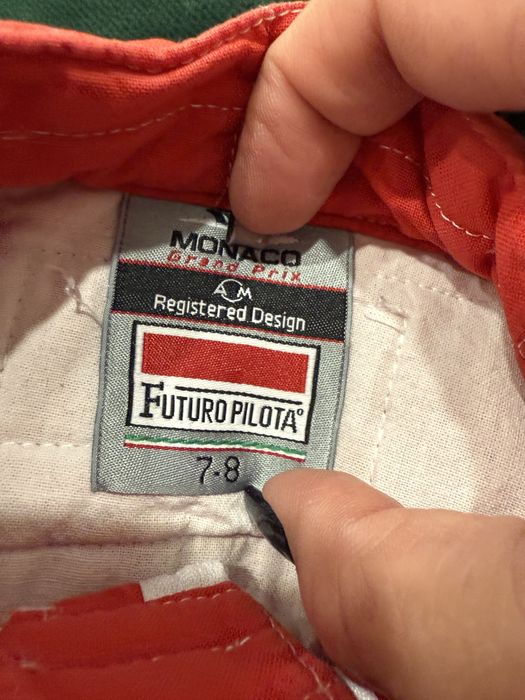 MONACO
Grand Prix
ACM
Registered Design
FUTURO PILOTA°
7-8